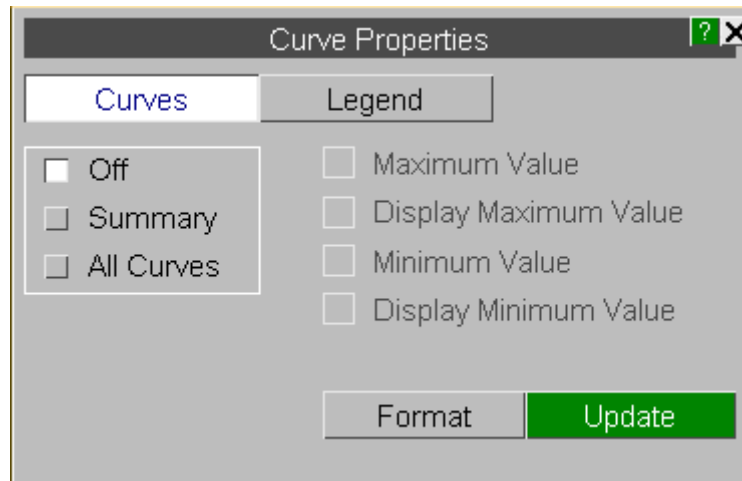 Curve Properties ? X
Curves Legend
Off
Summary
All Curves
Maximum Value
Display Maximum Value
Minimum Value
Display Minimum Value
Format Update